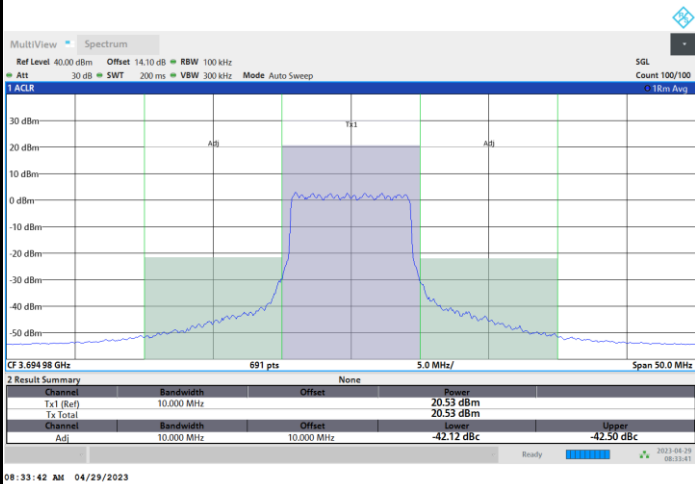 MultiView Spectrum
Ref Level 40.00 dBm Offset 14.10 dB RBW 100 kHz SGL
Att 30 dB SWT 200 ms VBW 300 kHz Mode Auto Sweep Count 100/100
1 ACLR 1Rm Avg
30 dBm
Tx1
20 dBm
Adj Adj
10 dBm
0 dBm
-10 dBm
-20 dBm
-30 dBm
-40 dBm
-50 dBm
CF 3.694 98 GHz 691 pts 5.0 MHz/ Span 50.0 MHz
2 Result Summary None
Channel Bandwidth Offset Power
Tx1 (Ref) 10.000 MHz 20.53 dBm
Tx Total 20.53 dBm
Channel Bandwidth Offset Lower Upper
Adj 10.000 MHz 10.000 MHz -42.12 dBc -42.50 dBc
Ready 2023-04-29
08:33:41
08:33:42 AM 04/29/2023